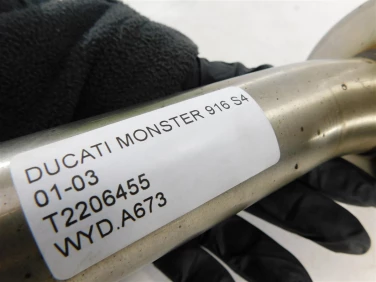 DUCATI MONSTER 916 S4
01-03
T2206455
WYD.A673